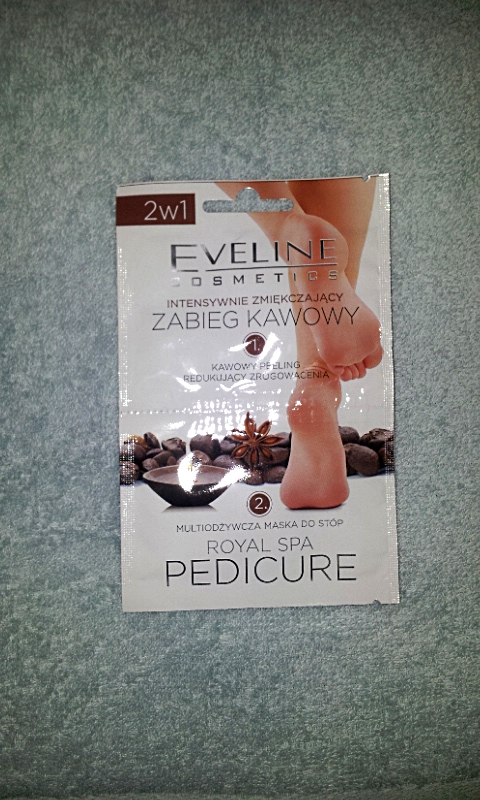 2w1
EVELINE
COSMETICS
INTENSYWNIE ZMIĘKCZAJĄCY
ZABIEG KAWOWY
1.
KAWOWY PEELING
REDUKUJĄCY ZROGOWACENIA
2.
MULTIODŻYWCZA MASKA DO STÓP
ROYAL SPA
PEDICURE